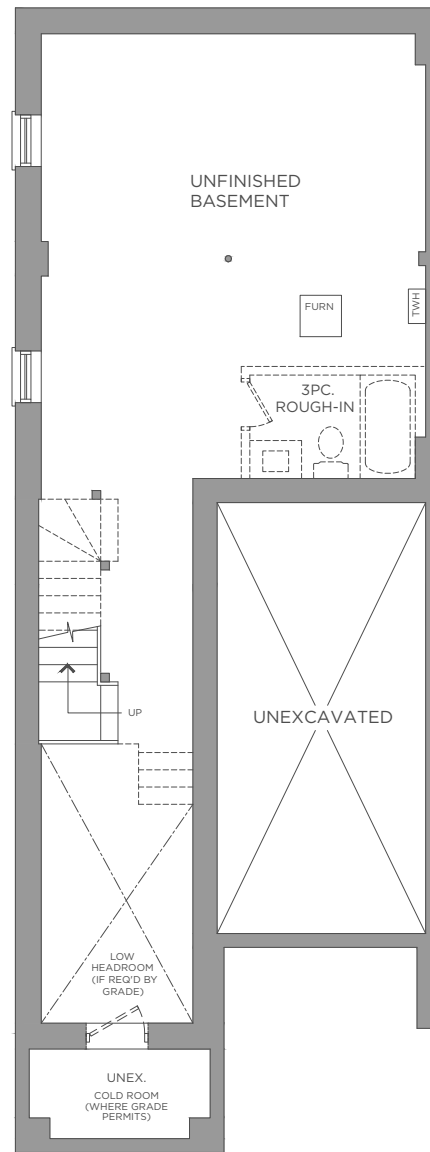 UNFINISHED
BASEMENT
FURN
TWH
3PC.
ROUGH-IN
UP
UNEXCAVATED
LOW
HEADROOM
(IF REQ'D BY
GRADE)
UNEX.
COLD ROOM
(WHERE GRADE
PERMITS)